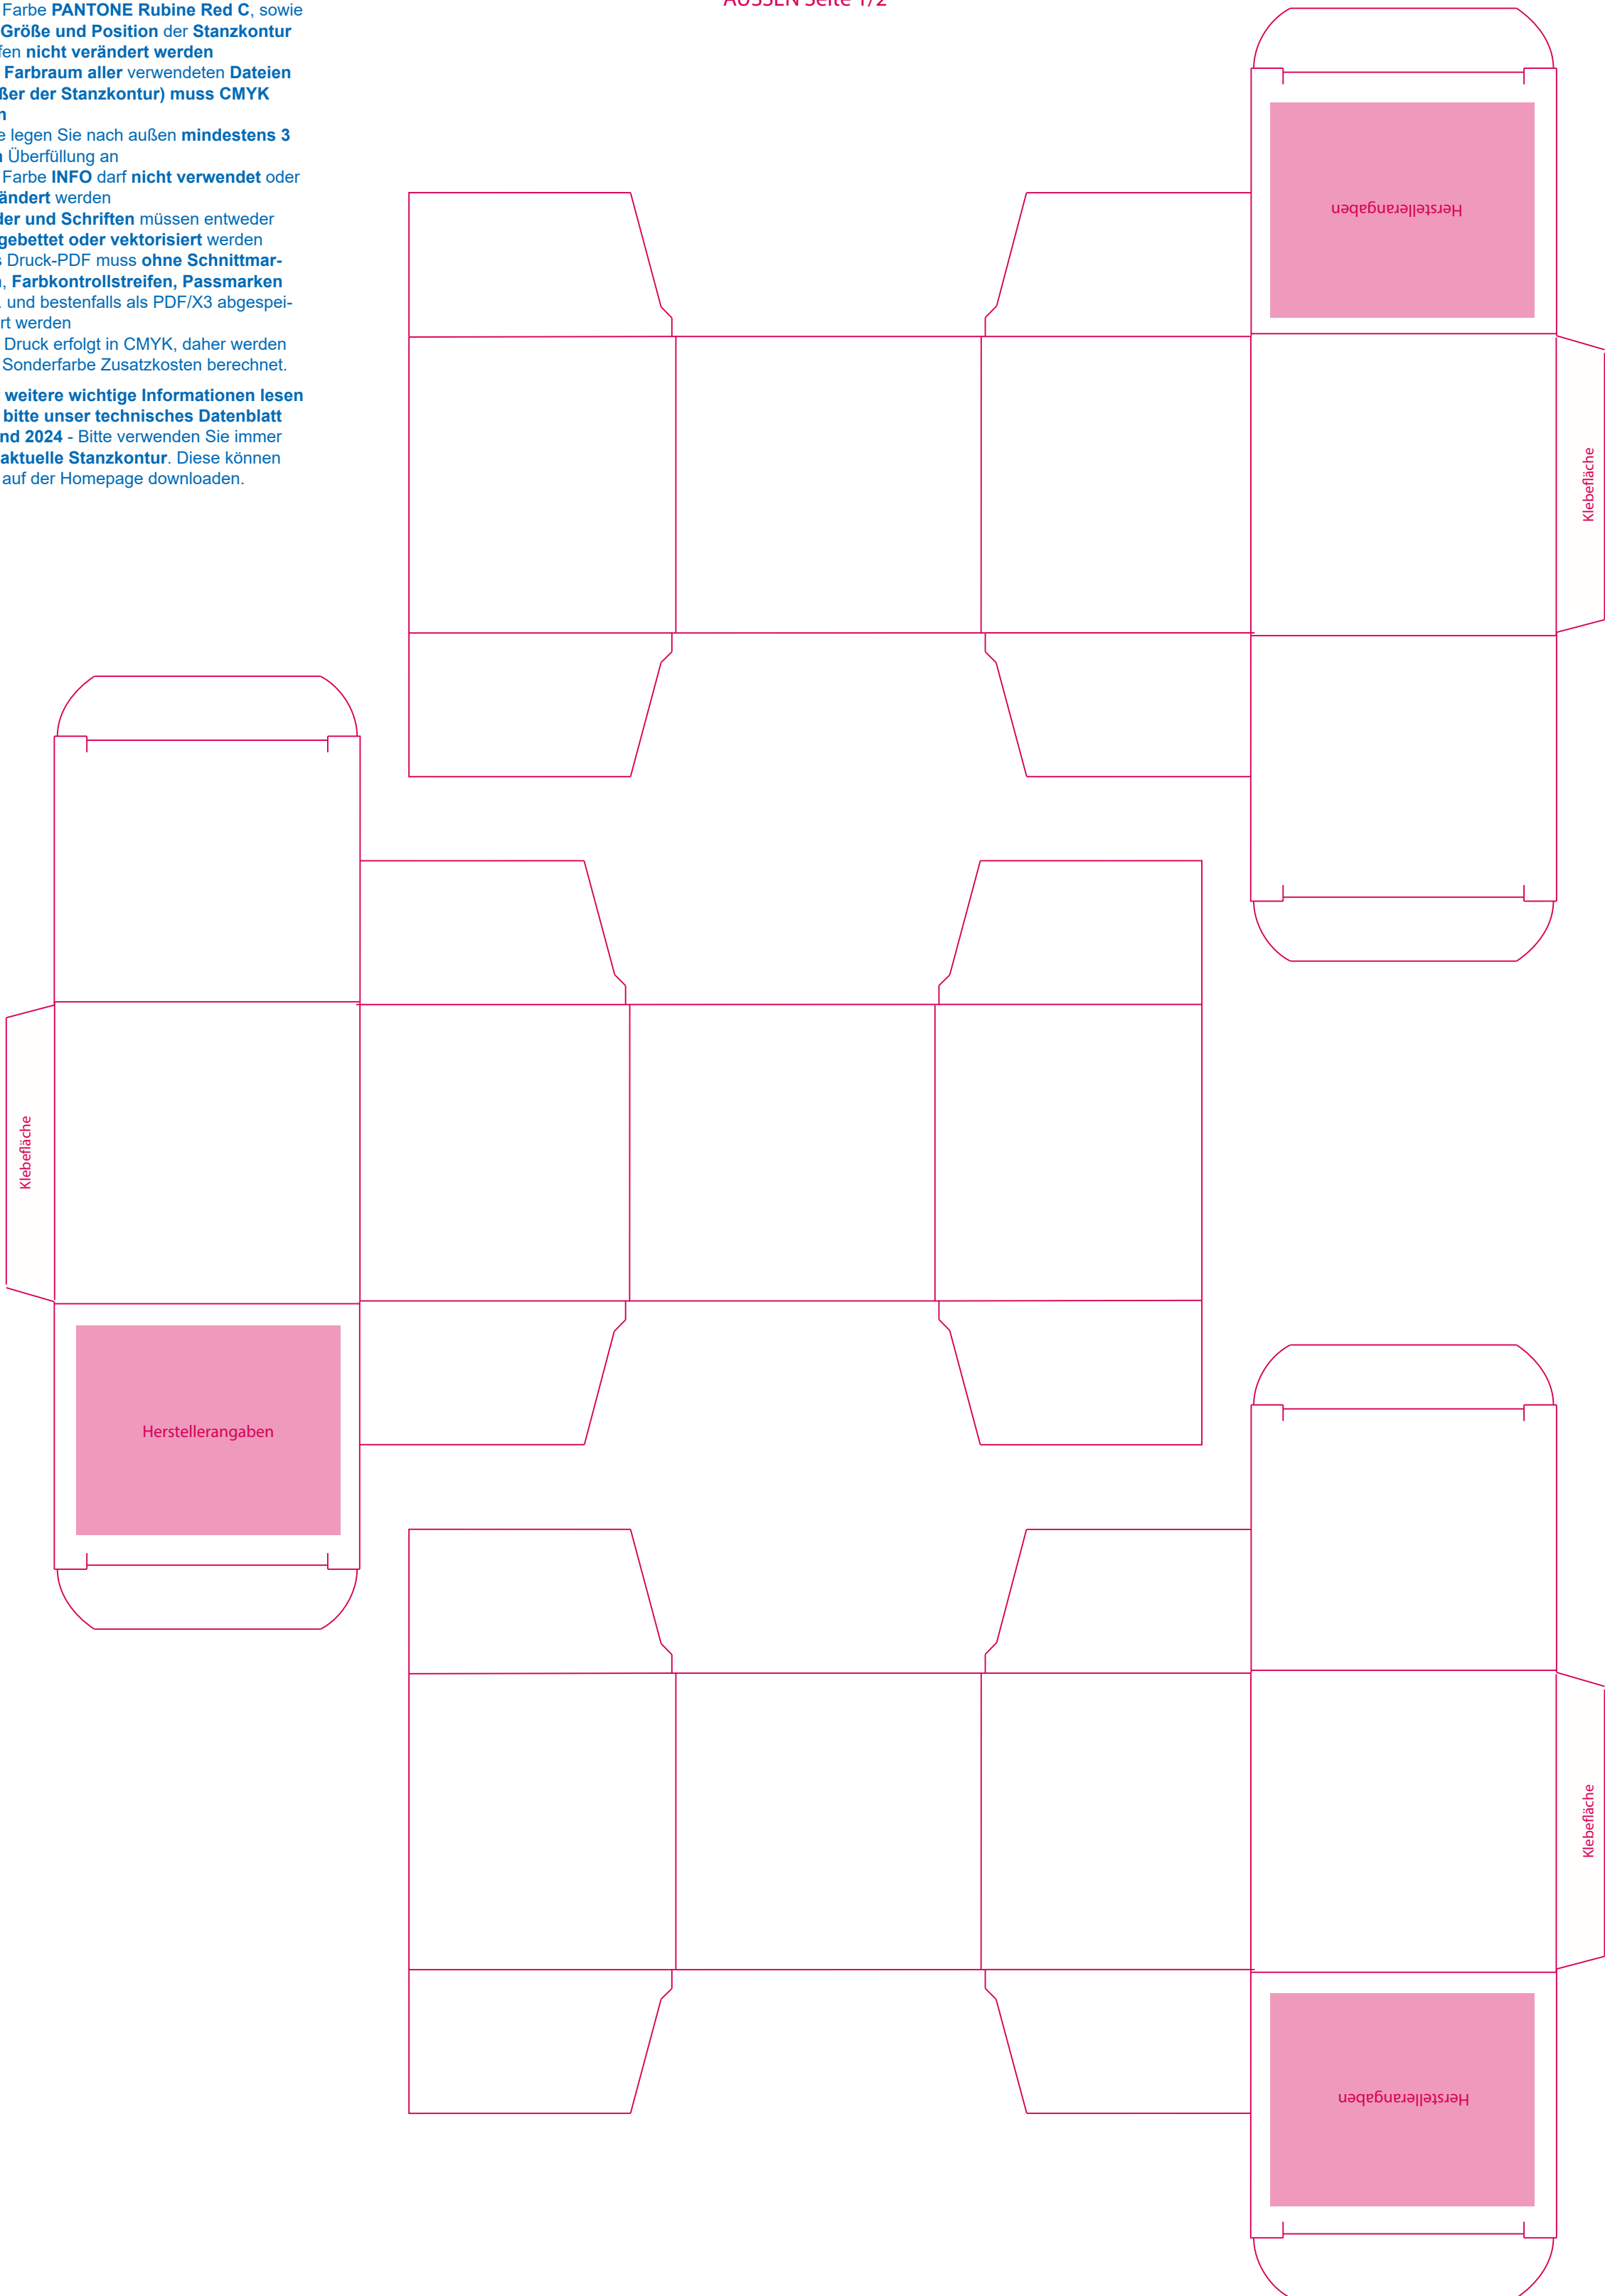 Farbe PANTONE Rubine Red C, sowie
Größe und Position der Stanzkontur
fen nicht verändert werden
Farbraum aller verwendeten Dateien
ßer der Stanzkontur) muss CMYK
n
e legen Sie nach außen mindestens 3
n Überfüllung an
Farbe INFO darf nicht verwendet oder
ändert werden
der und Schriften müssen entweder
gebettet oder vektorisiert werden
s Druck-PDF muss ohne Schnittmar-
, Farbkontrollstreifen, Passmarken
. und bestenfalls als PDF/X3 abgespei-
rt werden
Druck erfolgt in CMYK, daher werden
Sonderfarbe Zusatzkosten berechnet.
weitere wichtige Informationen lesen
bitte unser technisches Datenblatt
nd 2024 - Bitte verwenden Sie immer
aktuelle Stanzkontur. Diese können
auf der Homepage downloaden.
AUSSEN Seite 1/2
Herstellerangaben
Klebefläche
Klebefläche
Herstellerangaben
Klebefläche
Herstellerangaben